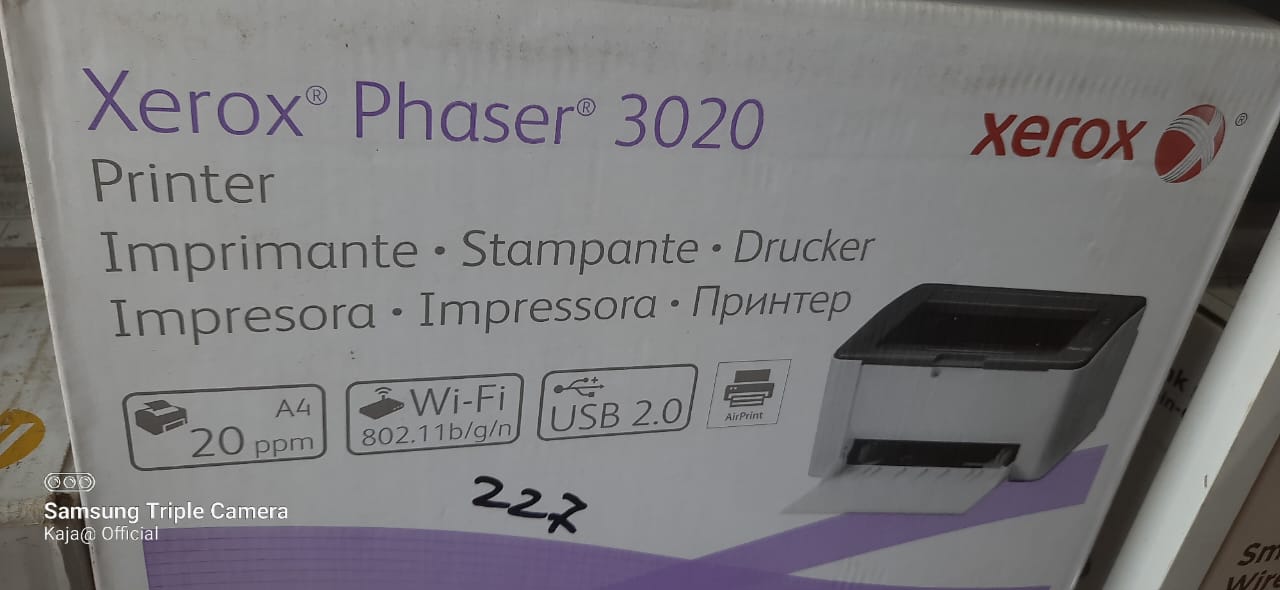 Xerox® Phaser® 3020
xerox ®
Printer
Imprimante • Stampante • Drucker
Impresora • Impressora • Принтер
A4
20 ppm
Wi-Fi
802.11b/g/n
USB 2.0
AirPrint
227
Samsung Triple Camera
Kaja@ Official